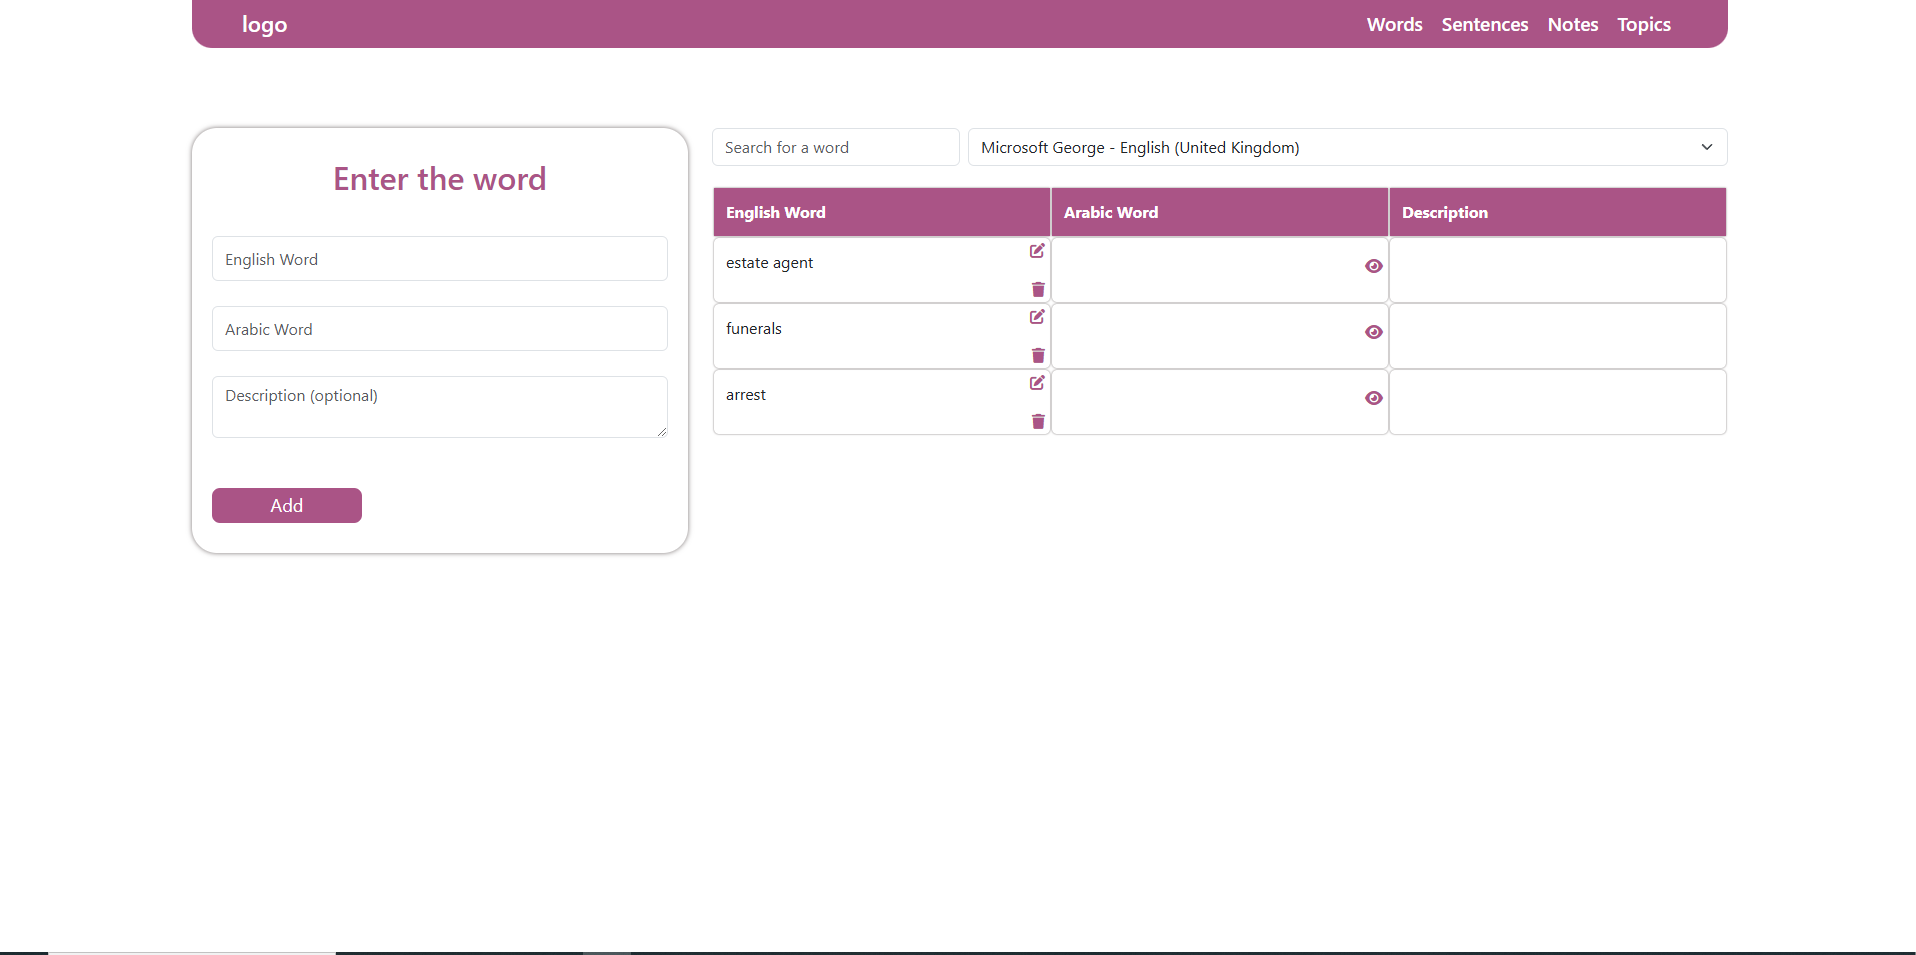 logo
Words Sentences Notes Topics
Enter the word
English Word
Arabic Word
Description (optional)
Add
Search for a word
Microsoft George - English (United Kingdom)
English Word Arabic Word Description
estate agent
funerals
arrest